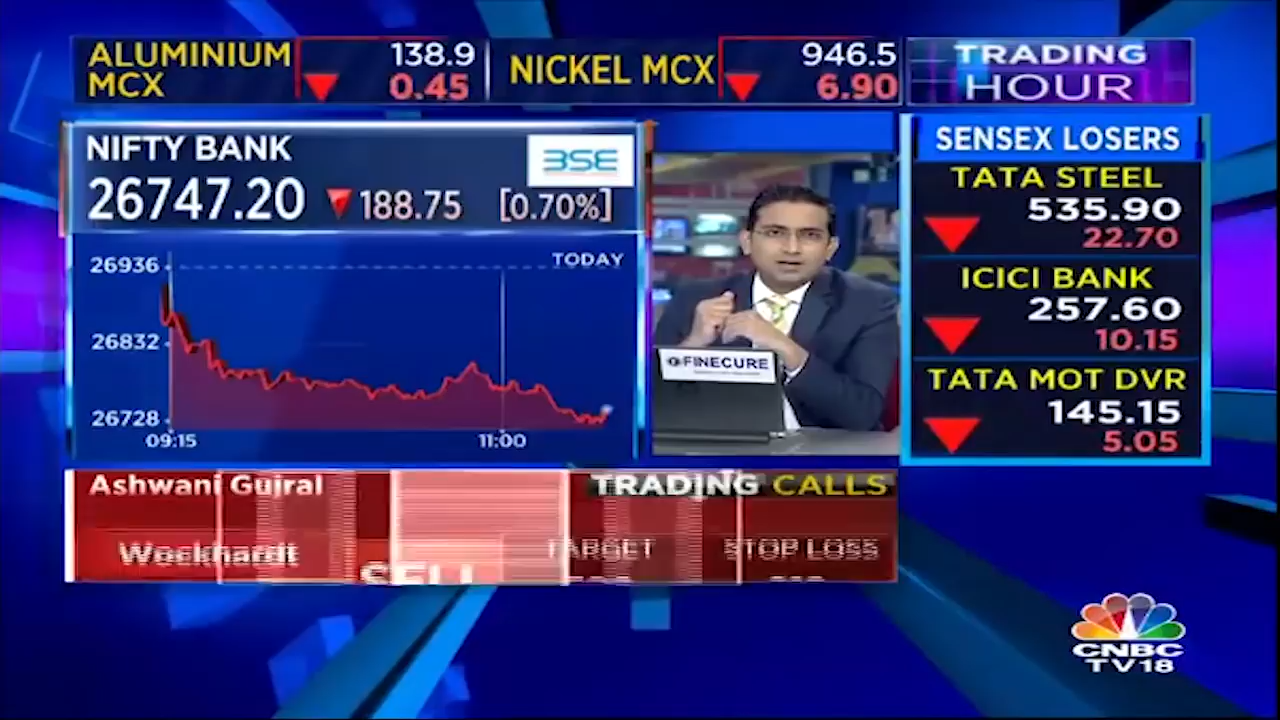 ALUMINIUM MCX
138.9
0.45
NICKEL MCX
946.5
6.90
TRADING
HOUR
NIFTY BANK
BSE
26747.20 188.75 [0.70%]
TODAY
26936
26832
26728
09:15 11:00
FINECURE
SENSEX LOSERS
TATA STEEL
535.90
22.70
ICICI BANK
257.60
10.15
TATA MOT DVR
145.15
5.05
Ashwani Gujral
TRADING CALLS
Wockhardt
SELL
TARGET
STOP LOSS
CNBC
TV18